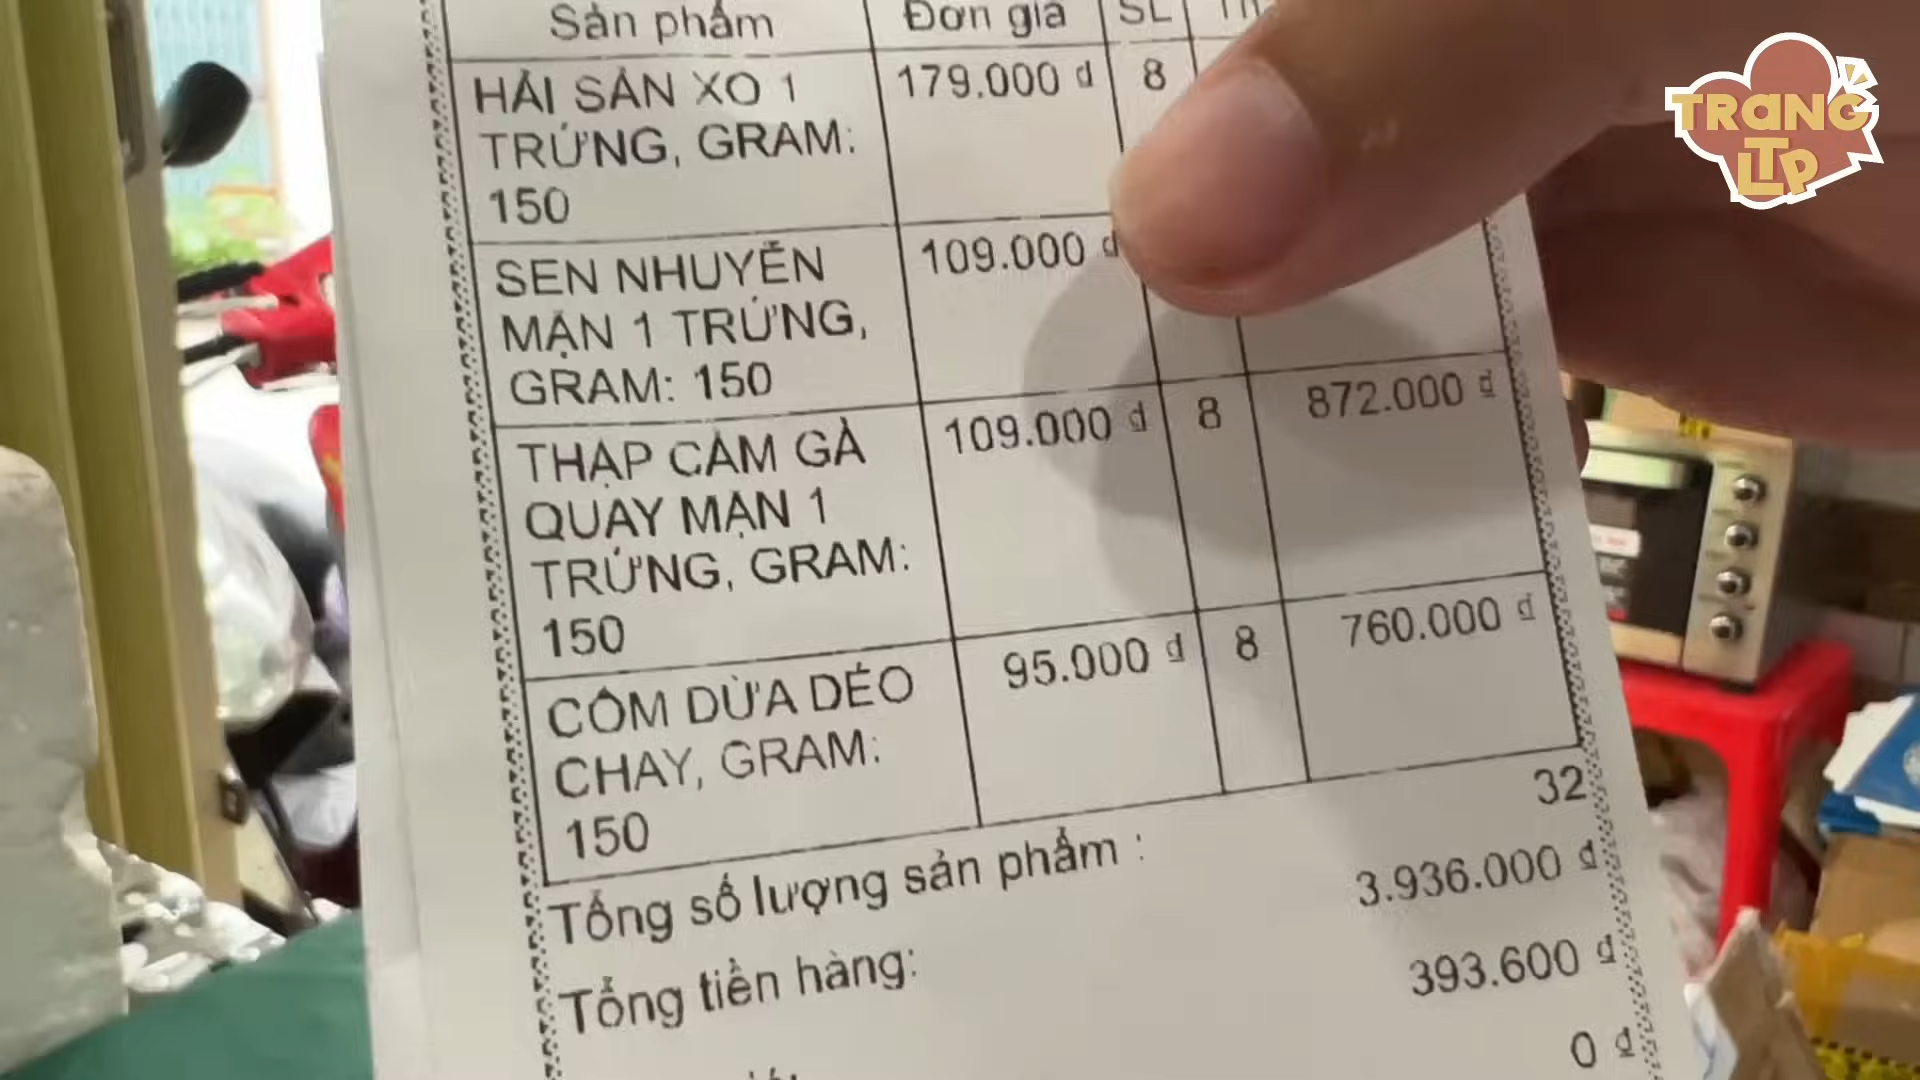 Sản phẩm Đơn giá SL
HẢI SẢN XO 1 179.000 đ 8
TRỨNG, GRAM:
150
SEN NHUYỄN 109.000 đ
MẶN 1 TRỨNG,
GRAM: 150
THẬP CẨM GÀ 109.000 đ 8 872.000 đ
QUAY MẶN 1
TRỨNG, GRAM:
150
CỐM DỪA DẺO 95.000 đ 8 760.000 đ
CHAY, GRAM:
150
Tổng số lượng sản phẩm : 32
Tổng tiền hàng: 3.936.000 đ
393.600 đ
0 đ
TRANG
LTP